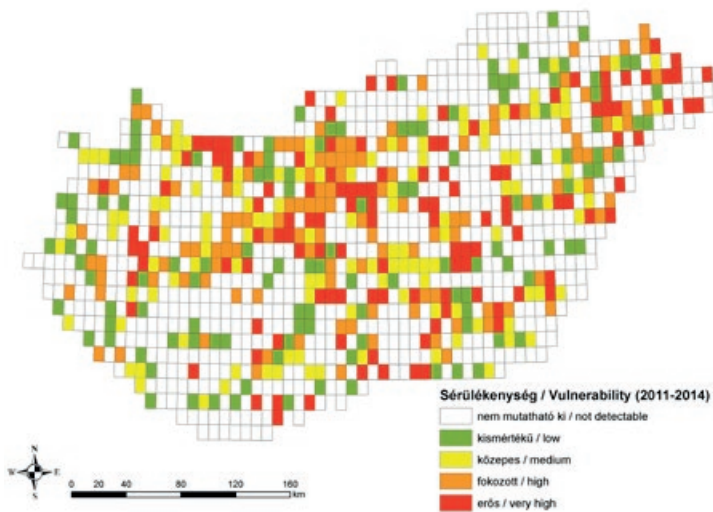 Sérülékenység / Vulnerability (2011-2014)
nem mutatható ki / not detectable
kismértékű / low
közepes / medium
fokozott / high
erős / very high
N
W E
S
0 40 80 120 160
km